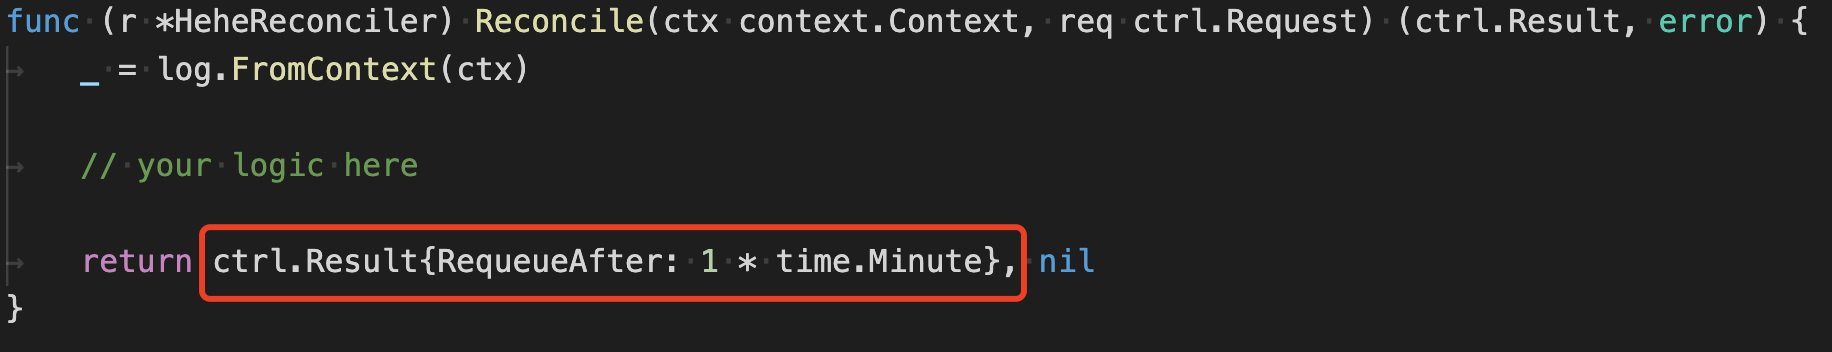 func (r *HeheReconciler) Reconcile(ctx context.Context, req ctrl.Request) (ctrl.Result, error) {
_ = log.FromContext(ctx)
// your logic here
return ctrl.Result{RequeueAfter: 1 * time.Minute}, nil
}